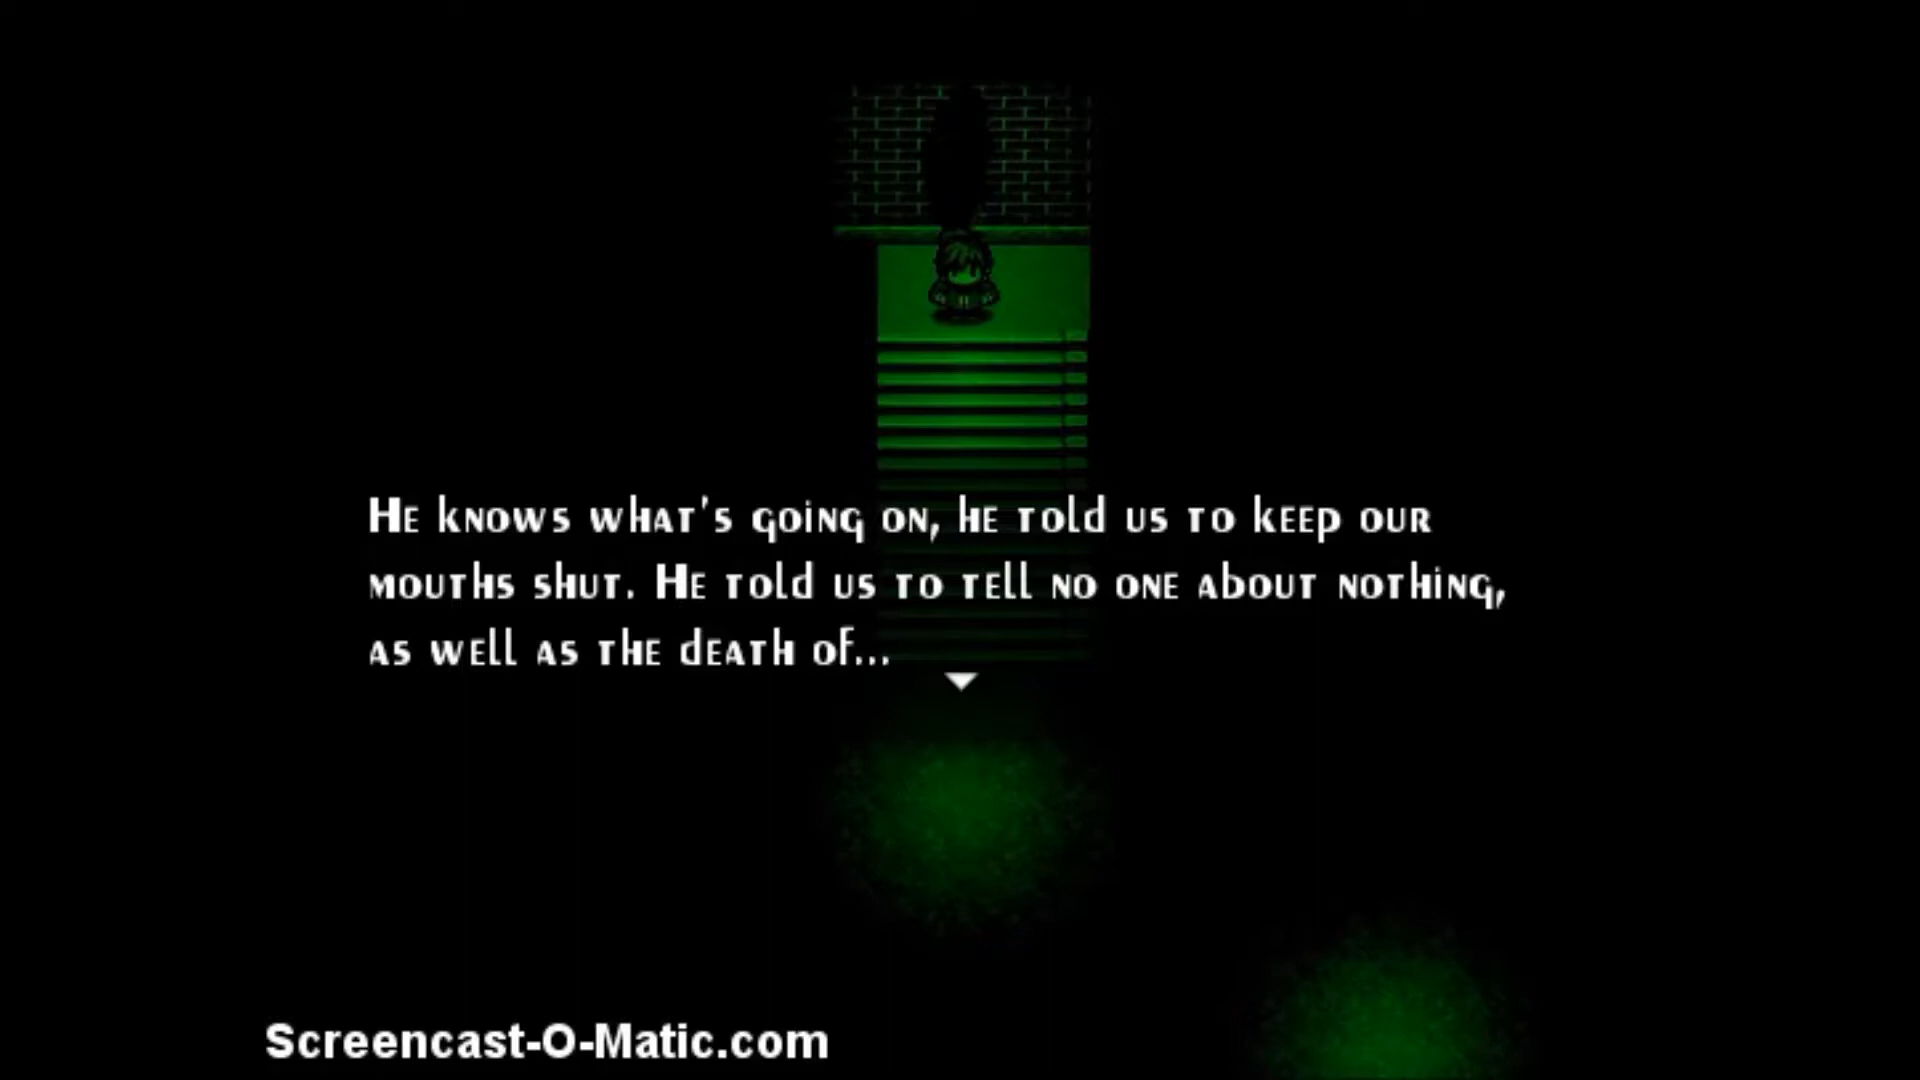 He knows what's going on, he told us to keep our
mouths shut. He told us to tell no one about nothing,
as well as the death of...
Screencast-O-Matic.com